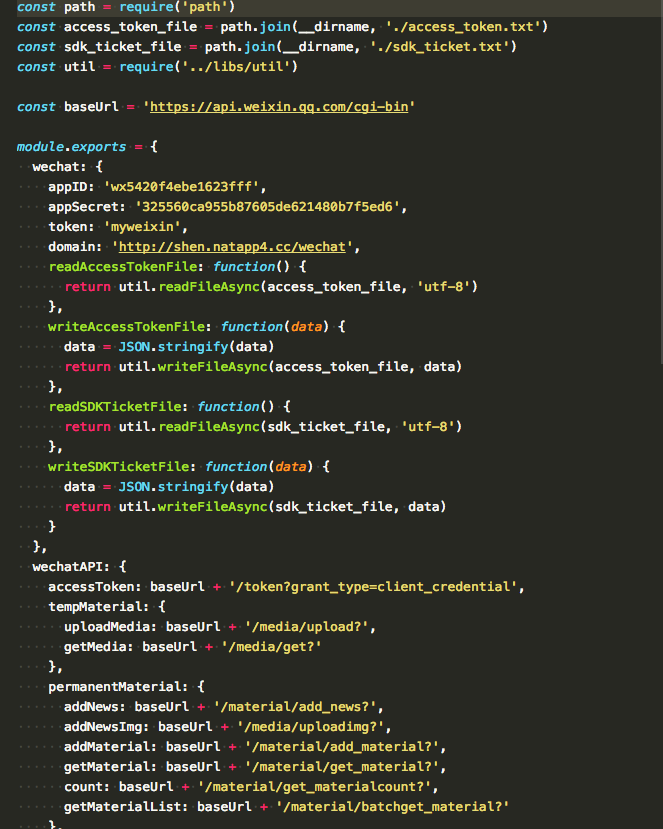 const path = require('path')
const access_token_file = path.join(__dirname, './access_token.txt')
const sdk_ticket_file = path.join(__dirname, './sdk_ticket.txt')
const util = require('../libs/util')

const baseUrl = 'https://api.weixin.qq.com/cgi-bin'

module.exports = {
  wechat: {
    appID: 'wx5420f4ebe1623fff',
    appSecret: '325560ca955b87605de621480b7f5ed6',
    token: 'myweixin',
    domain: 'http://shen.natapp4.cc/wechat',
    readAccessTokenFile: function() {
      return util.readFileAsync(access_token_file, 'utf-8')
    },
    writeAccessTokenFile: function(data) {
      data = JSON.stringify(data)
      return util.writeFileAsync(access_token_file, data)
    },
    readSDKTicketFile: function() {
      return util.readFileAsync(sdk_ticket_file, 'utf-8')
    },
    writeSDKTicketFile: function(data) {
      data = JSON.stringify(data)
      return util.writeFileAsync(sdk_ticket_file, data)
    }
  },
  wechatAPI: {
    accessToken: baseUrl + '/token?grant_type=client_credential',
    tempMaterial: {
      uploadMedia: baseUrl + '/media/upload?',
      getMedia: baseUrl + '/media/get?'
    },
    permanentMaterial: {
      addNews: baseUrl + '/material/add_news?',
      addNewsImg: baseUrl + '/media/uploadimg?',
      addMaterial: baseUrl + '/material/add_material?',
      getMaterial: baseUrl + '/material/get_material?',
      count: baseUrl + '/material/get_materialcount?',
      getMaterialList: baseUrl + '/material/batchget_material?'
    },